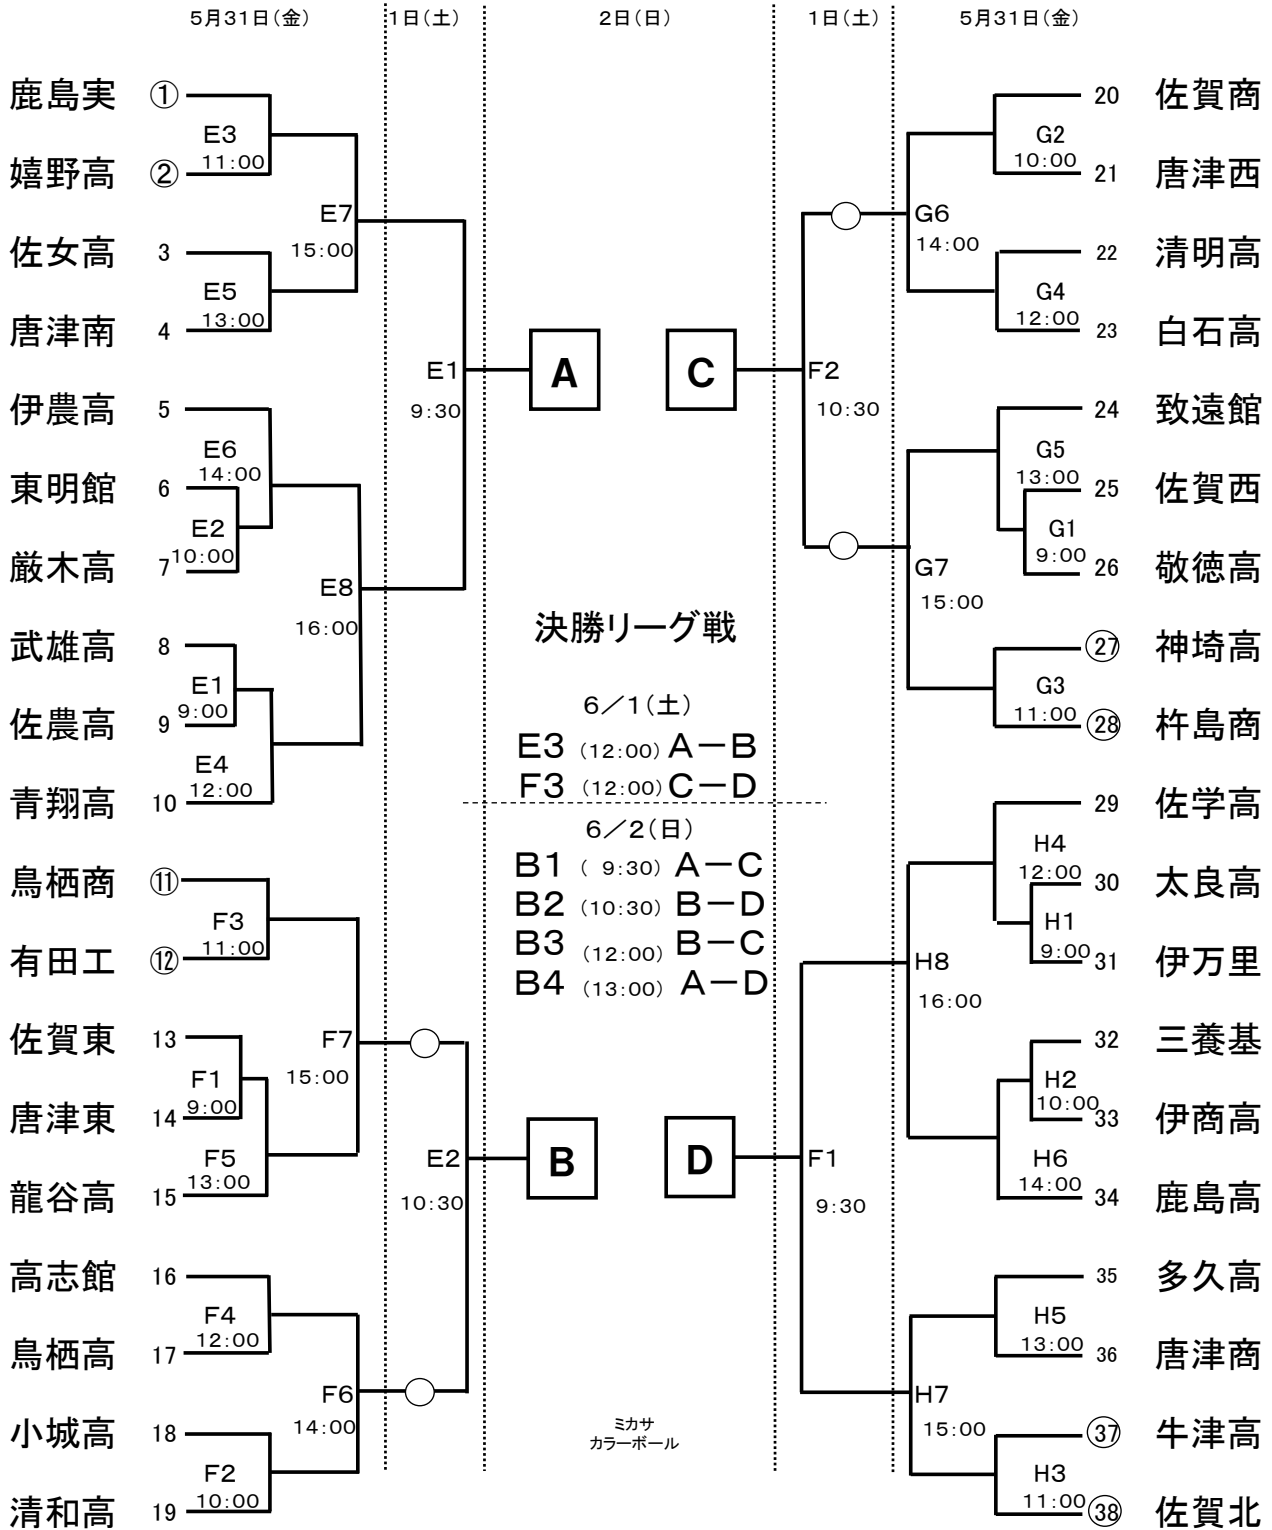 5月31日(金) 1日(土) 2日(日) 1日(土) 5月31日(金)
鹿島実 ①
E3
11:00
嬉野高 ②
E7
15:00
佐女高 3
E5
13:00
唐津南 4
E1
9:30
伊農高 5
E6
14:00
東明館 6
E2
10:00
厳木高 7
E8
16:00
武雄高 8
E1
9:00
佐農高 9
E4
12:00
青翔高 10
鳥栖商 ⑪
F3
11:00
有田工 ⑫
F7
15:00
佐賀東 13
F1
9:00
唐津東 14
F5
13:00
龍谷高 15
E2
10:30
高志館 16
F4
12:00
鳥栖高 17
F6
14:00
小城高 18
F2
10:00
清和高 19
A
B
C
D
決勝リーグ戦
6/1(土)
E3 (12:00) A-B
F3 (12:00) C-D
6/2(日)
B1 ( 9:30) A-C
B2 (10:30) B-D
B3 (12:00) B-C
B4 (13:00) A-D
ミカサ
カラーボール
20 佐賀商
G2
10:00
21 唐津西
G6
14:00
22 清明高
G4
12:00
23 白石高
F2
10:30
24 致遠館
G5
13:00
25 佐賀西
G1
9:00
26 敬徳高
G7
15:00
㉗ 神埼高
G3
11:00
㉘ 杵島商
29 佐学高
H4
12:00
30 太良高
H1
9:00
31 伊万里
H8
16:00
32 三養基
H2
10:00
33 伊商高
H6
14:00
34 鹿島高
F1
9:30
35 多久高
H5
13:00
36 唐津商
H7
15:00
㊲ 牛津高
H3
11:00
㊳ 佐賀北